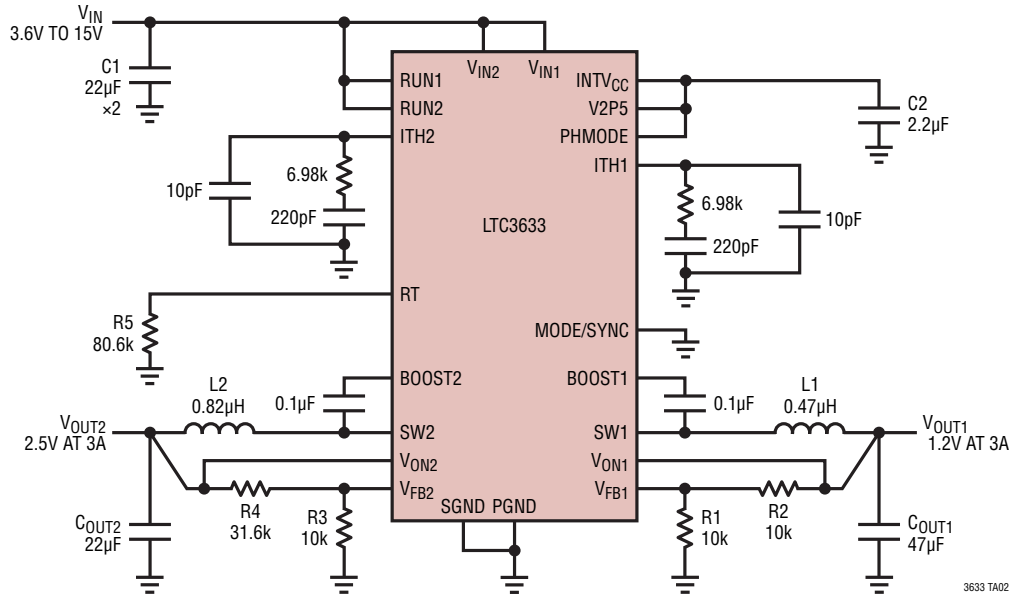 VIN
3.6V TO 15V
C1
22µF
×2
RUN1
RUN2
ITH2
VIN2
VIN1
INTVCC
V2P5
PHMODE
ITH1
C2
2.2µF
10pF
6.98k
220pF
LTC3633
6.98k
220pF
10pF
RT
R5
80.6k
MODE/SYNC
BOOST2
BOOST1
L2
0.82µH
0.1µF
0.1µF
L1
0.47µH
VOUT2
2.5V AT 3A
SW2
SW1
VOUT1
1.2V AT 3A
VON2
VON1
VFB2
VFB1
SGND
PGND
R4
31.6k
R3
10k
R1
10k
R2
10k
COUT2
22µF
COUT1
47µF
3633 TA02